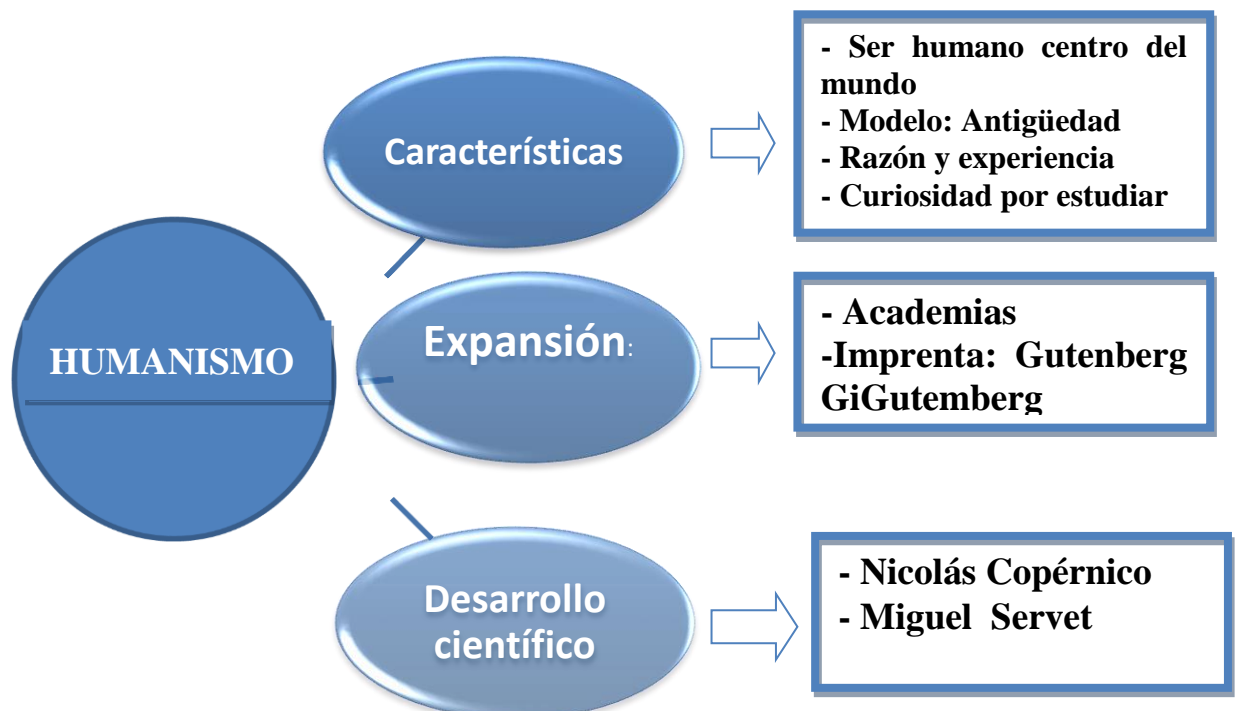 HUMANISMO
Características
- Ser humano centro del
mundo
- Modelo: Antigüedad
- Razón y experiencia
- Curiosidad por estudiar
Expansión:
- Academias
-Imprenta: Gutenberg
GiGutemberg
Desarrollo
científico
- Nicolás Copérnico
- Miguel Servet